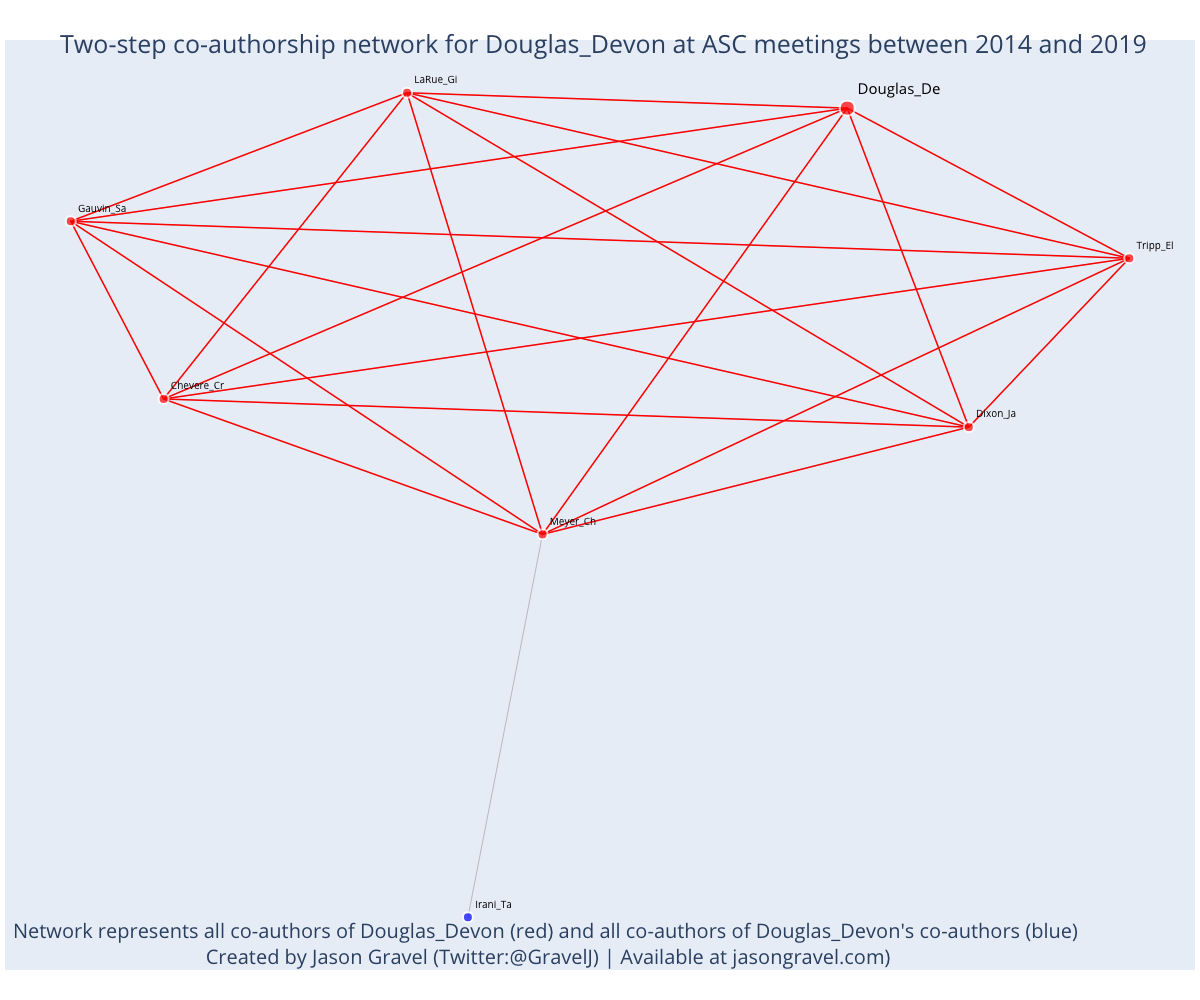 Two-step co-authorship network for Douglas_Devon at ASC meetings between 2014 and 2019
LaRue_Gi
Douglas_De
Gauvin_Sa
Tripp_El
Chevere_Cr
Dixon_Ja
Meyer_Ch
Irani_Ta
Network represents all co-authors of Douglas_Devon (red) and all co-authors of Douglas_Devon's co-authors (blue)
Created by Jason Gravel (Twitter:@GravelJ) | Available at jasongravel.com)